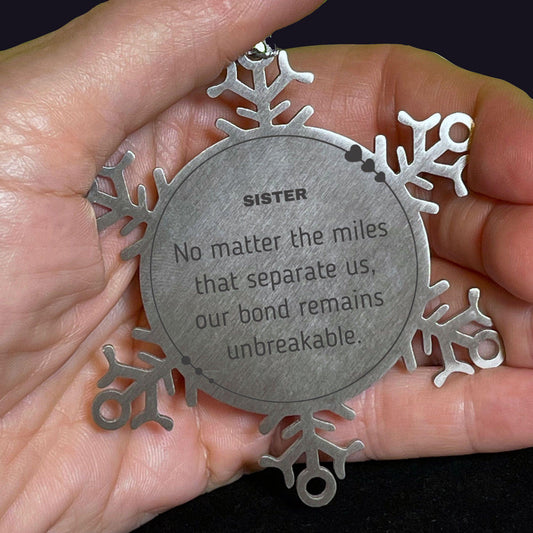 SISTER
No matter the miles
that separate us,
our bond remains
unbreakable.